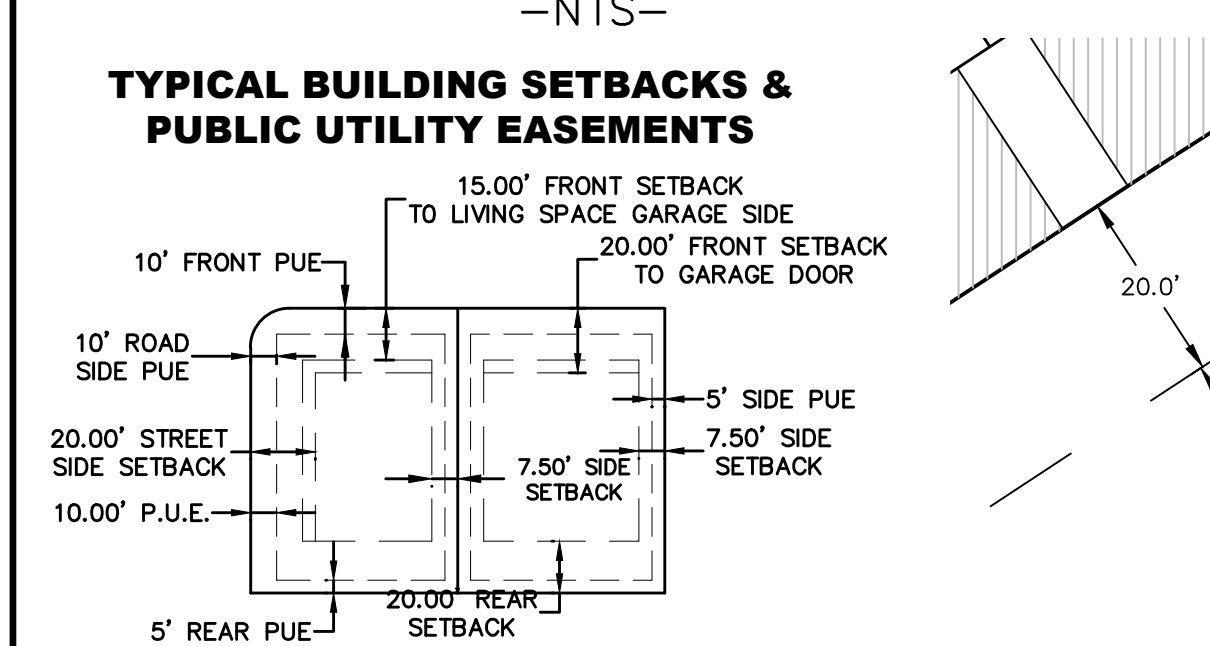 —NTS—
TYPICAL BUILDING SETBACKS &
PUBLIC UTILITY EASEMENTS
15.00' FRONT SETBACK
TO LIVING SPACE GARAGE SIDE
20.00' FRONT SETBACK
TO GARAGE DOOR
10' FRONT PUE
20.0'
10' ROAD
SIDE PUE
5' SIDE PUE
20.00' STREET
SIDE SETBACK
7.50' SIDE
SETBACK
7.50' SIDE
SETBACK
10.00' P.U.E.
20.00' REAR
SETBACK
5' REAR PUE